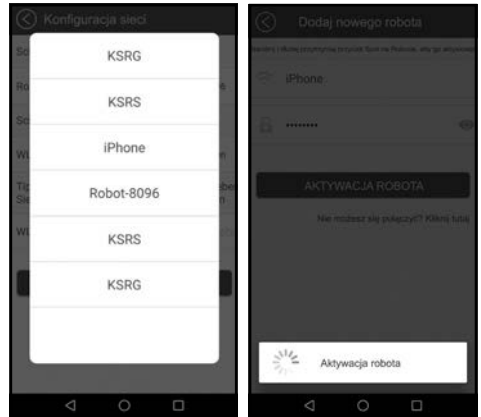 Konfiguracja sieci
KSRG
KSRS
iPhone
Robot-8096
KSRS
KSRG
Dodaj nowego robota
iPhone
••••••••
AKTYWACJA ROBOTA
Nie możesz się połączyć? Kliknij tutaj
Aktywacja robota